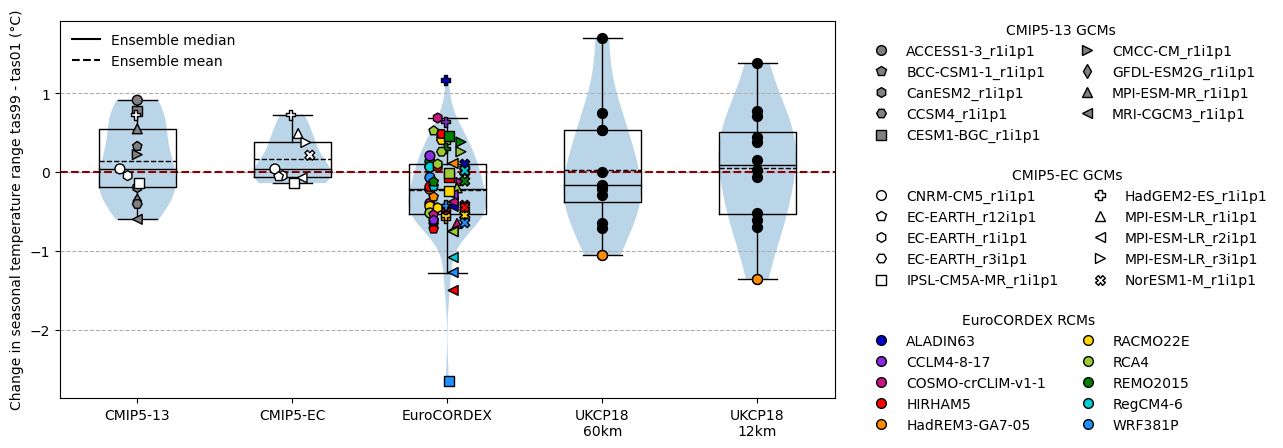 Change in seasonal temperature range tas99 - tas01 (°C)
1
0
−1
−2
Ensemble median
Ensemble mean
CMIP5-13
CMIP5-EC
EuroCORDEX
UKCP18
60km
UKCP18
12km
CMIP5-13 GCMs
ACCESS1-3_r1i1p1
BCC-CSM1-1_r1i1p1
CanESM2_r1i1p1
CCSM4_r1i1p1
CESM1-BGC_r1i1p1
CMCC-CM_r1i1p1
GFDL-ESM2G_r1i1p1
MPI-ESM-MR_r1i1p1
MRI-CGCM3_r1i1p1
CMIP5-EC GCMs
CNRM-CM5_r1i1p1
EC-EARTH_r12i1p1
EC-EARTH_r1i1p1
EC-EARTH_r3i1p1
IPSL-CM5A-MR_r1i1p1
HadGEM2-ES_r1i1p1
MPI-ESM-LR_r1i1p1
MPI-ESM-LR_r2i1p1
MPI-ESM-LR_r3i1p1
NorESM1-M_r1i1p1
EuroCORDEX RCMs
ALADIN63
CCLM4-8-17
COSMO-crCLIM-v1-1
HIRHAM5
HadREM3-GA7-05
RACMO22E
RCA4
REMO2015
RegCM4-6
WRF381P